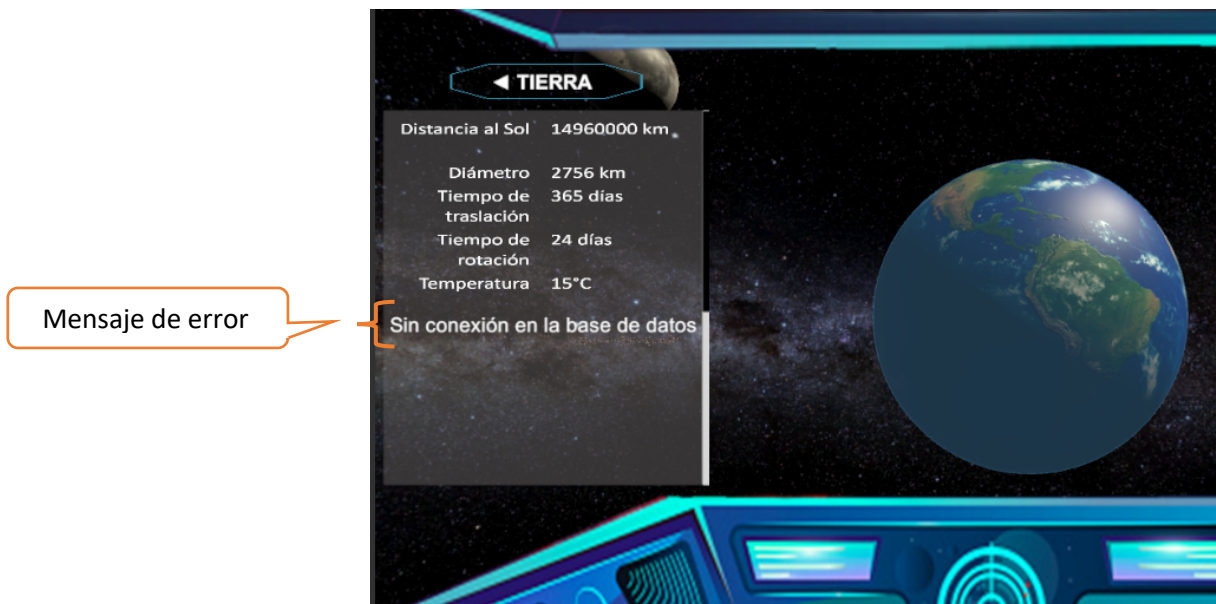 ◄ TIERRA
Distancia al Sol 14960000 km
Diámetro 2756 km
Tiempo de 365 días
traslación
Tiempo de 24 días
rotación
Temperatura 15°C
Mensaje de error
Sin conexión en la base de datos